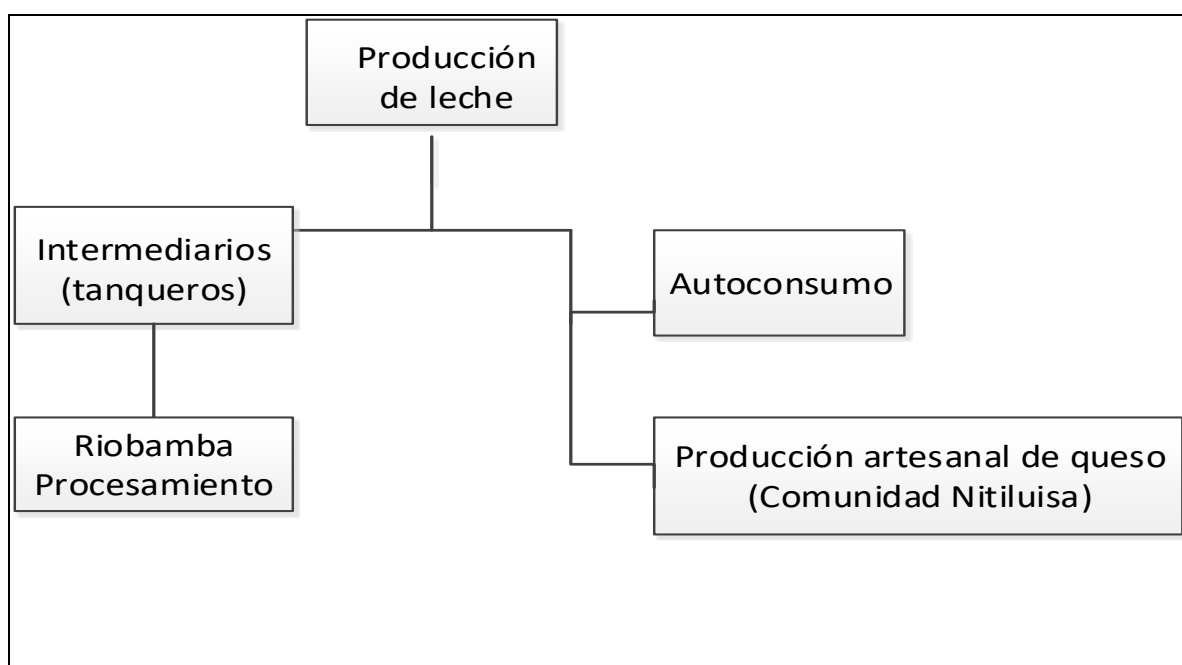 Producción
de leche
Intermediarios
(tanqueros)
Autoconsumo
Riobamba
Procesamiento
Producción artesanal de queso
(Comunidad Nitiluisa)